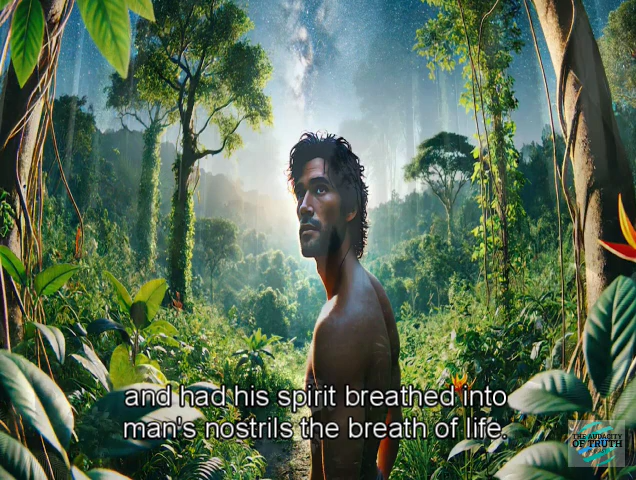 and had his spirit breathed into
man's nostrils the breath of life.
THE AUDACITY
OF TRUTH